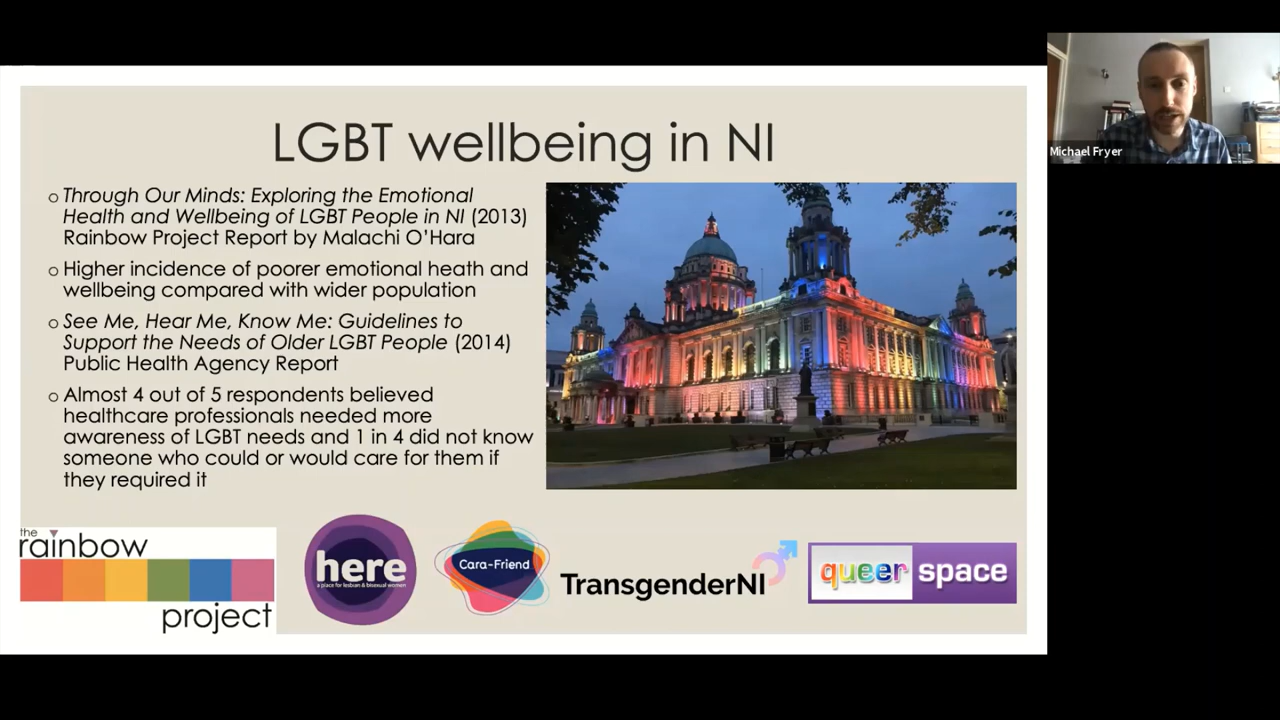 LGBT wellbeing in NI
o Through Our Minds: Exploring the Emotional
Health and Wellbeing of LGBT People in NI (2013)
Rainbow Project Report by Malachi O'Hara
o Higher incidence of poorer emotional heath and
wellbeing compared with wider population
o See Me, Hear Me, Know Me: Guidelines to
Support the Needs of Older LGBT People (2014)
Public Health Agency Report
o Almost 4 out of 5 respondents believed
healthcare professionals needed more
awareness of LGBT needs and 1 in 4 did not know
someone who could or would care for them if
they required it
the
rainbow
project
here
a place for lesbian & bisexual women
Cara-Friend
TransgenderNI
queer space
Michael Fryer